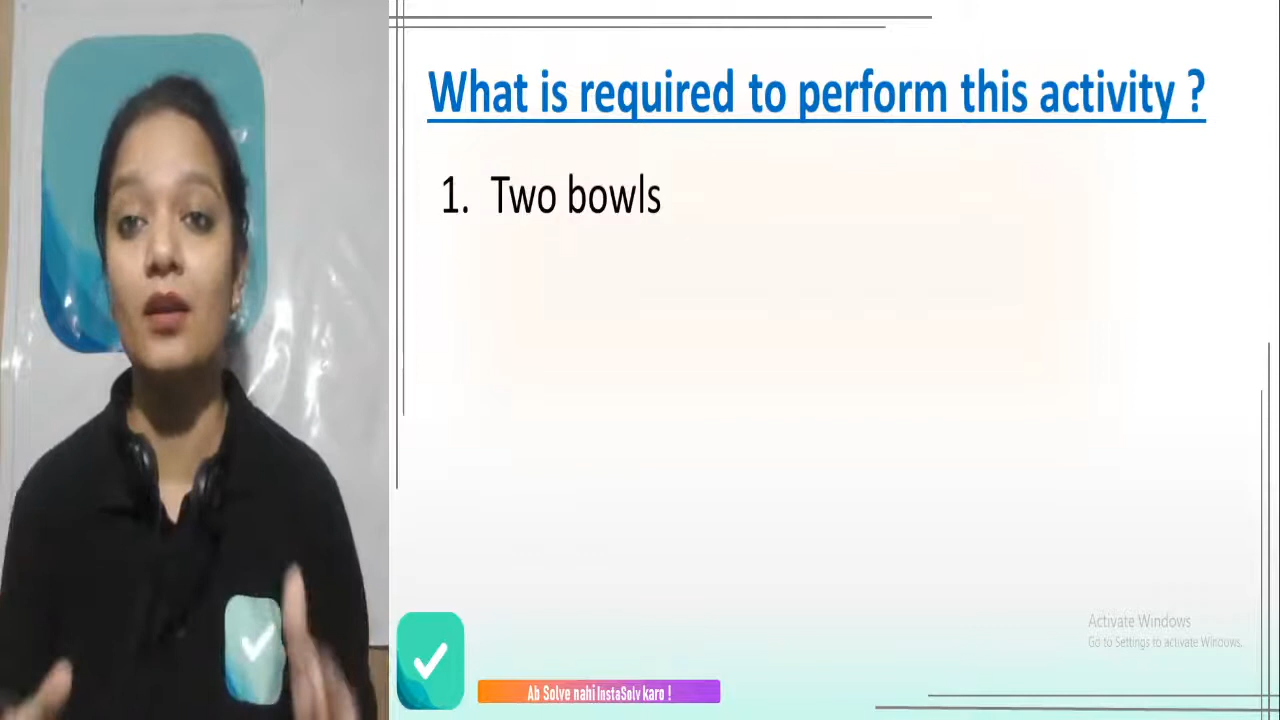 What is required to perform this activity ?
1. Two bowls
Activate Windows
Go to Settings to activate Windows.
Ab Solve nahi InstaSolv karo !